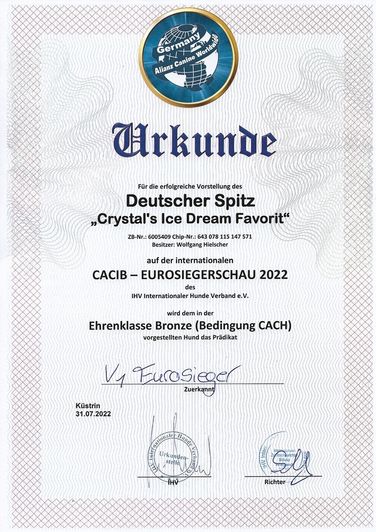 Germany
Alianz Canine Worldwide
Urkunde
Für die erfolgreiche Vorstellung des
Deutscher Spitz
„Crystal's Ice Dream Favorit“
ZB-Nr.: 6005409 Chip-Nr.: 643 078 115 147 571
Besitzer: Wolfgang Hielscher
auf der internationalen
CACIB – EUROSIEGERSCHAU 2022
des
IHV Internationaler Hunde Verband e.V.
wird dem in der
Ehrenklasse Bronze (Bedingung CACH)
vorgestellten Hund das Prädikat
V1 Eurosieger
Zuerkannt
Küstrin
31.07.2022
Urkunden-
stelle
IHV
Richter